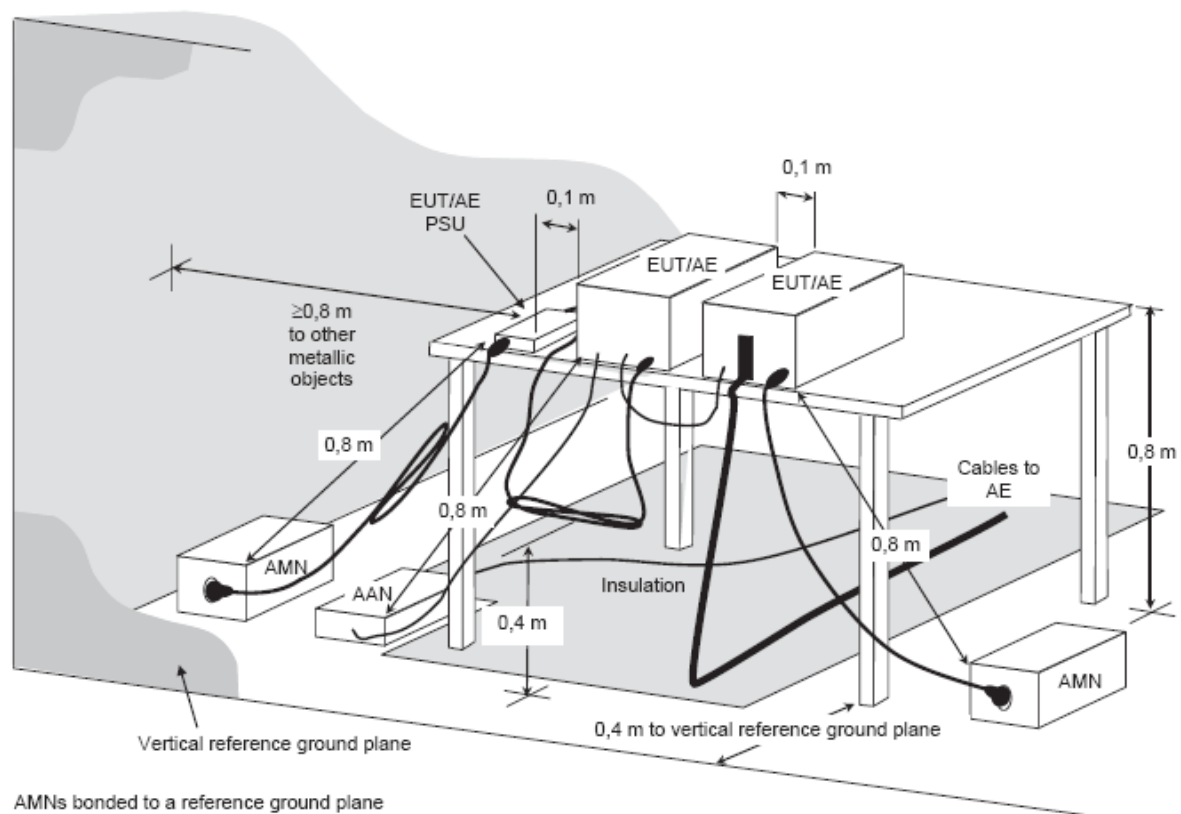 0,1 m
EUT/AE
PSU
0,1 m
EUT/AE
EUT/AE
≥0,8 m
to other
metallic
objects
0,8 m
0,8 m
Cables to
AE
0,8 m
0,8 m
AMN
Insulation
AAN
0,4 m
AMN
0,4 m to vertical reference ground plane
Vertical reference ground plane
AMNs bonded to a reference ground plane